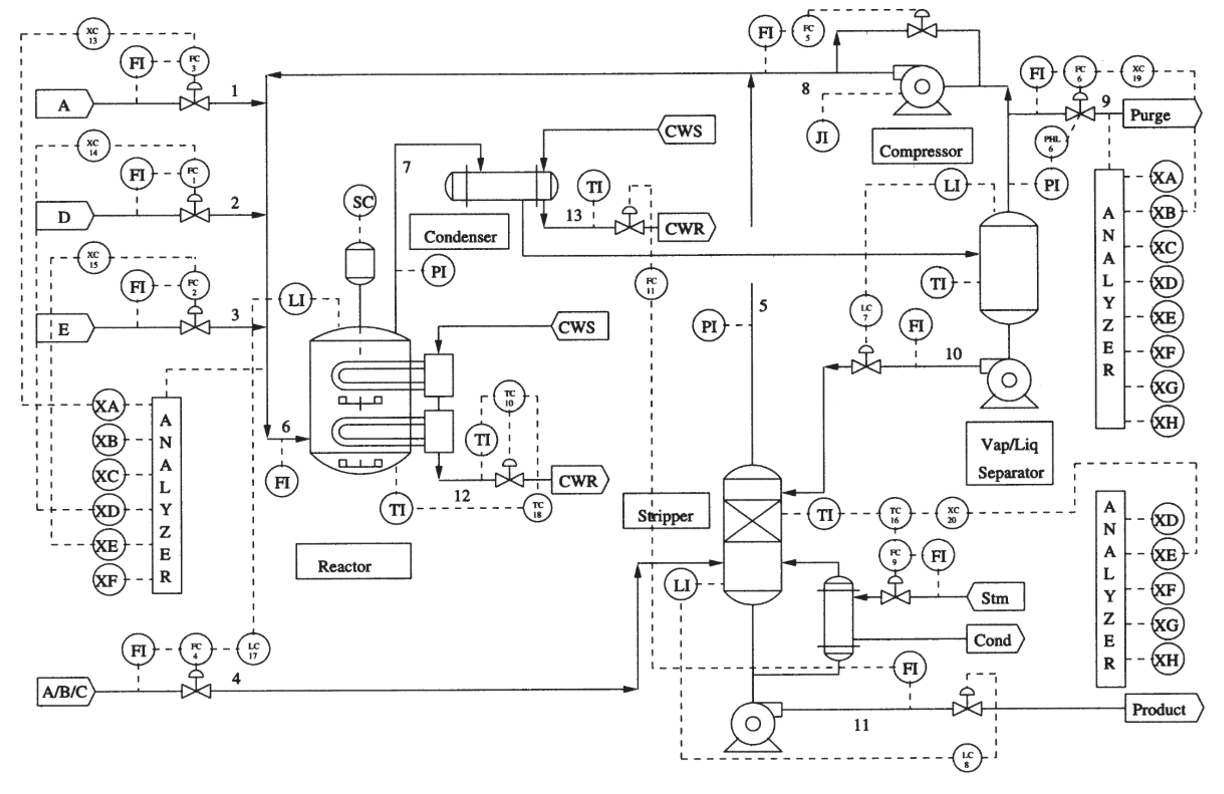 XC
13
FI
FC
3
1
A
XC
14
FI
FC
1
2
D
XC
15
FI
FC
2
3
E
LI
SC
7
CWS
Condenser
TI
13
CWR
PI
FC
11
CWS
TC
10
TI
CWR
12
TC
18
TI
6
FI
Reactor
XA
XB
XC
XD
XE
XF
A
N
A
L
Y
Z
E
R
FI
FC
4
LC
17
A/B/C
4
FI
FC
5
8
JI
Compressor
FI
FC
6
XC
19
9
Purge
PHL
6
PI
LI
TI
LC
7
FI
10
Vap/Liq
Separator
5
PI
A
N
A
L
Y
Z
E
R
XA
XB
XC
XD
XE
XF
XG
XH
Stripper
TI
TC
16
XC
20
FC
9
FI
Stm
LI
Cond
FI
11
LC
8
Product
A
N
A
L
Y
Z
E
R
XD
XE
XF
XG
XH